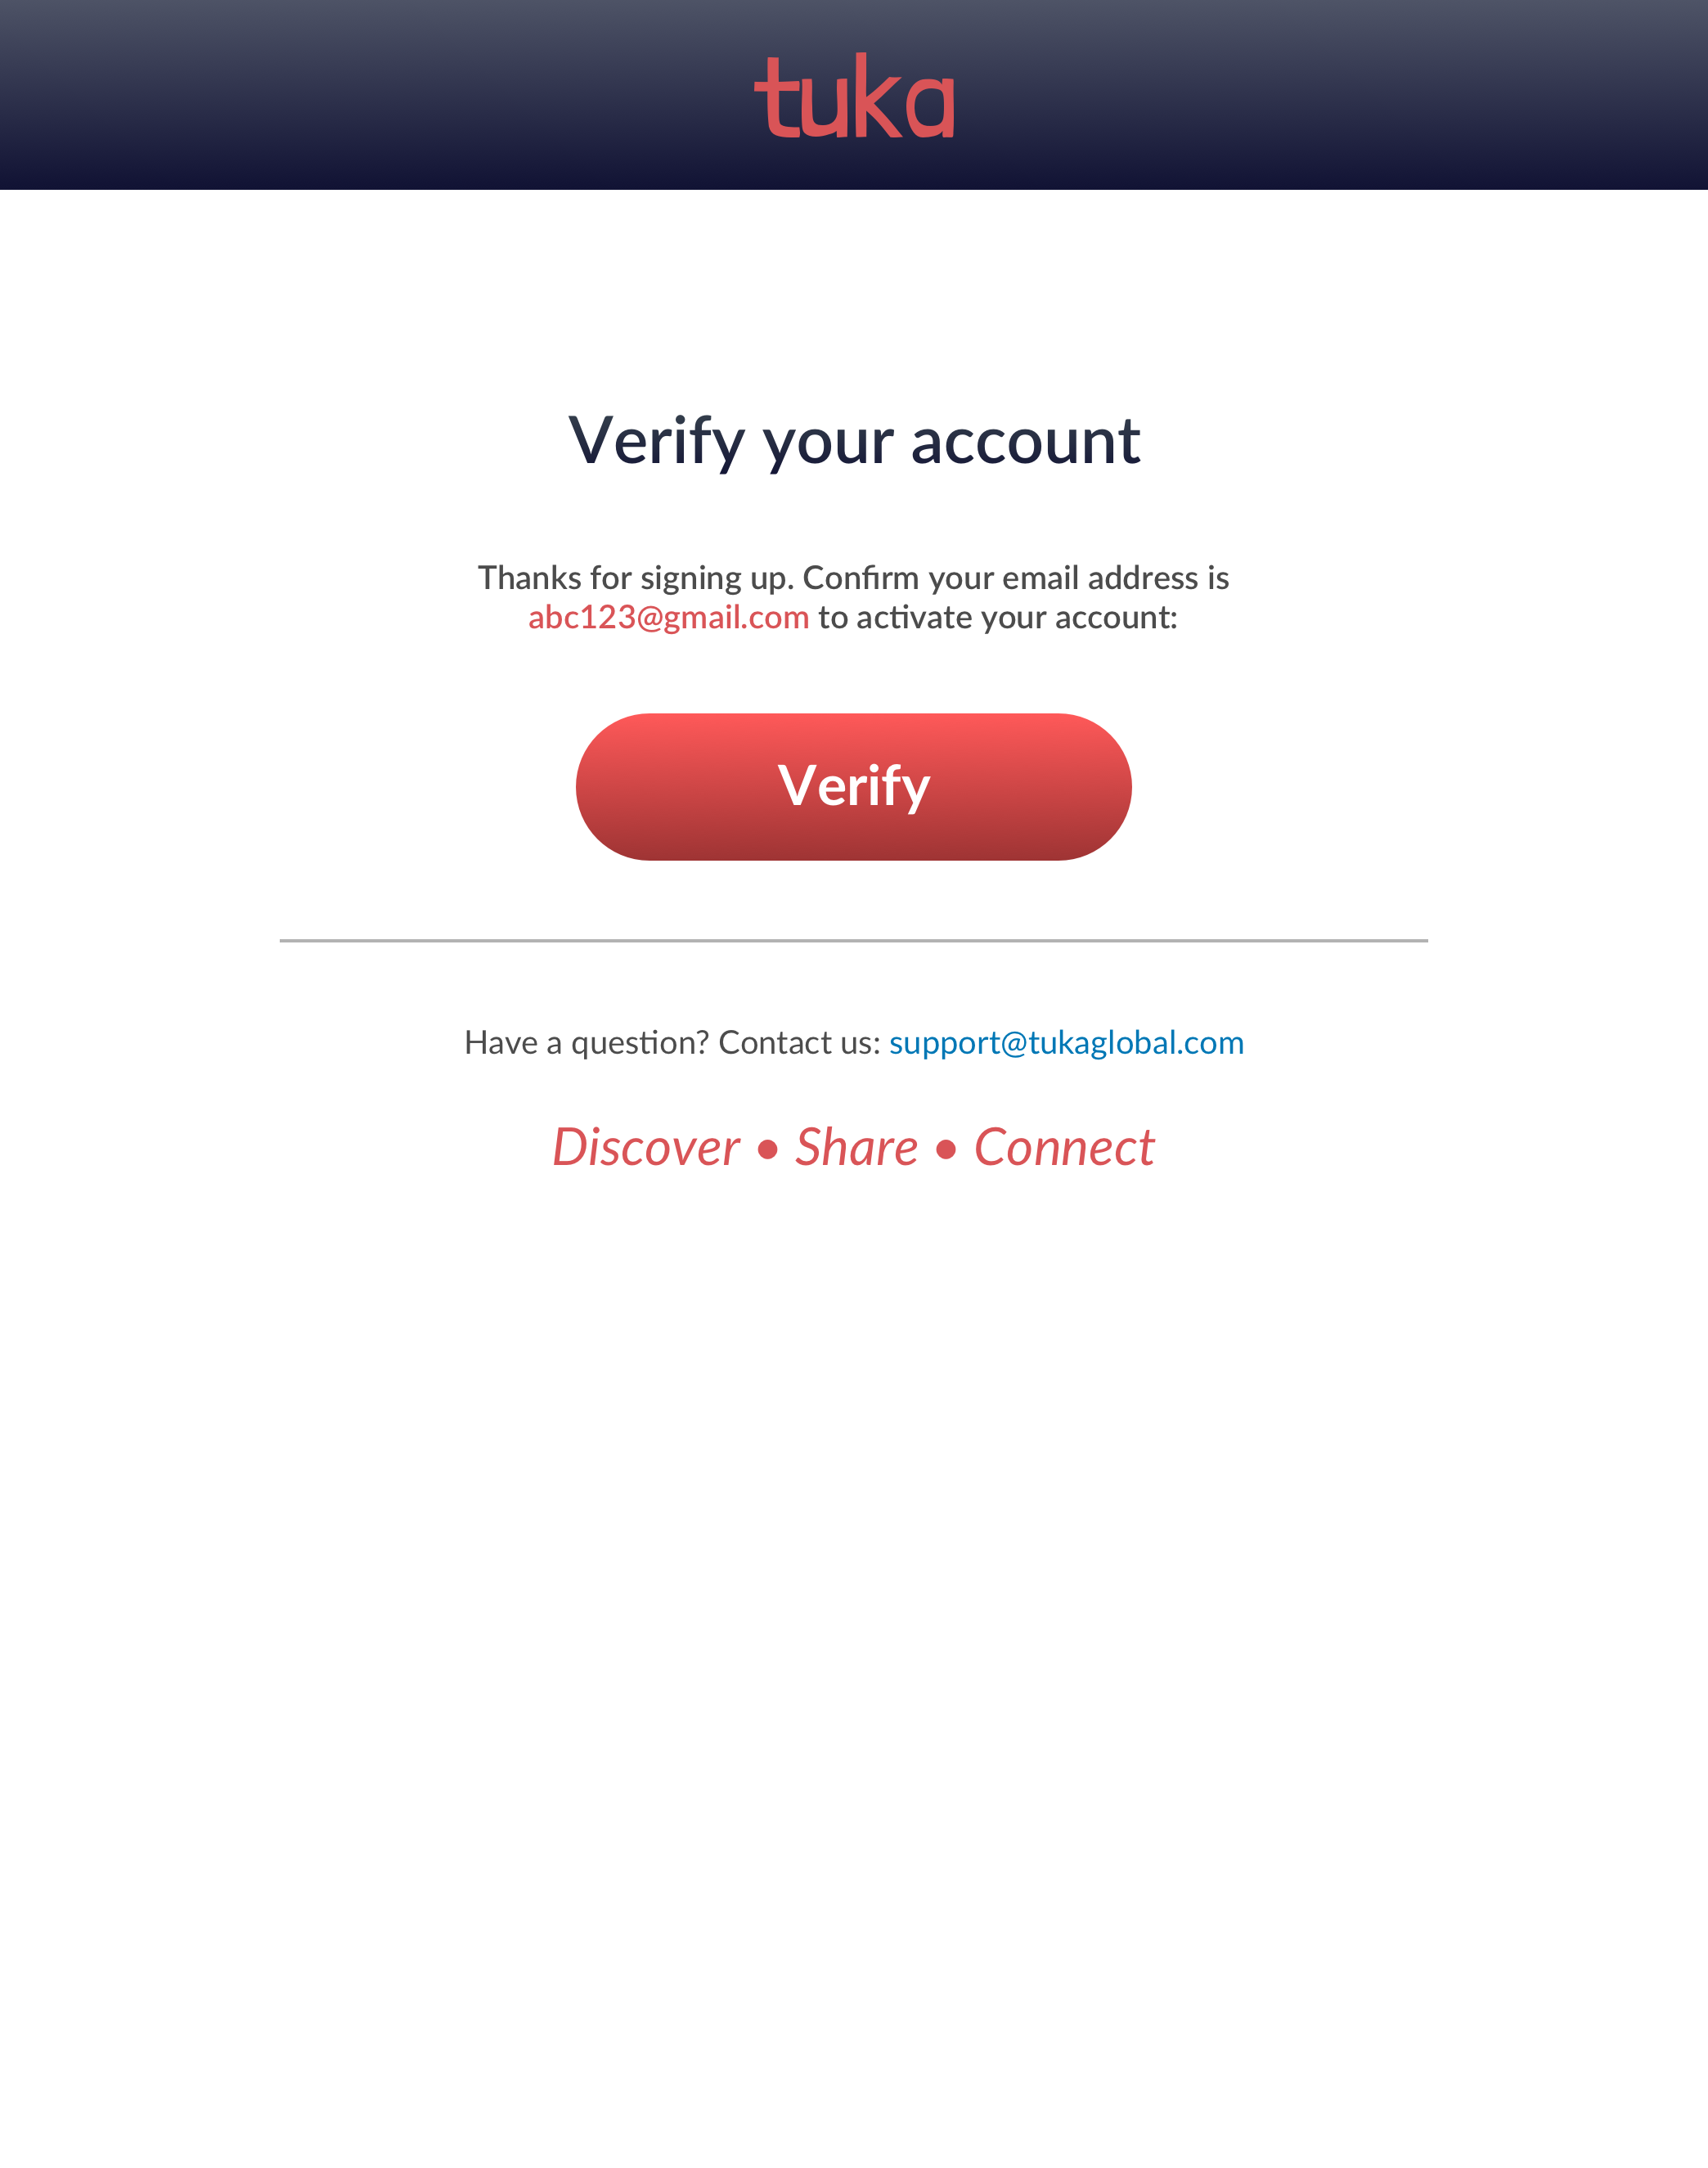 tuka
Verify your account
Thanks for signing up. Confirm your email address is
abc123@gmail.com to activate your account:
Verify
Have a question? Contact us: support@tukaglobal.com
Discover • Share • Connect